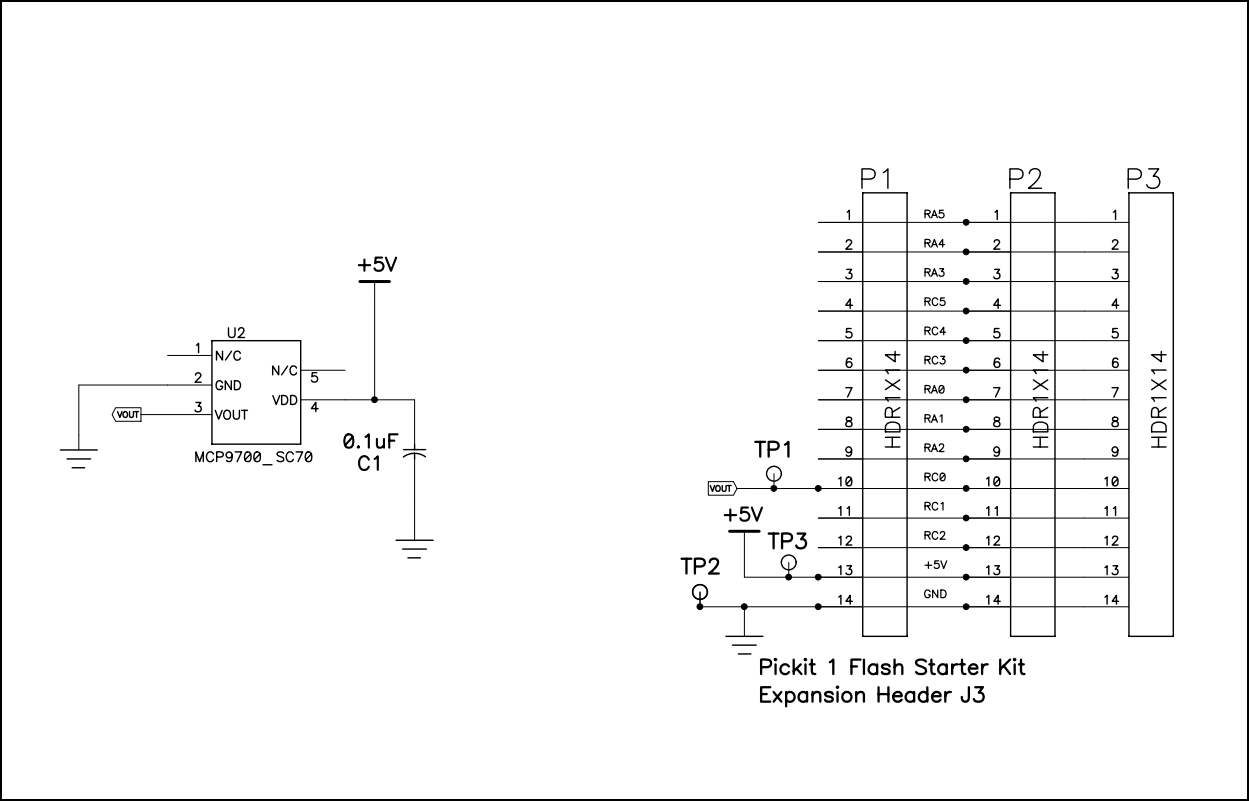 +5V
U2
1 N/C
2 GND
3 VOUT
N/C 5
VDD 4
VOUT
MCP9700_SC70
0.1uF
C1
P1 P2 P3
1 RA5 1 1
2 RA4 2 2
3 RA3 3 3
4 RC5 4 4
5 RC4 5 5
6 RC3 6 6
7 RA0 7 7
8 RA1 8 8
9 RA2 9 9
10 RC0 10 10
11 RC1 11 11
12 RC2 12 12
13 +5V 13 13
14 GND 14 14
HDR1X14
HDR1X14
HDR1X14
TP1
VOUT
+5V
TP3
TP2
Pickit 1 Flash Starter Kit
Expansion Header J3